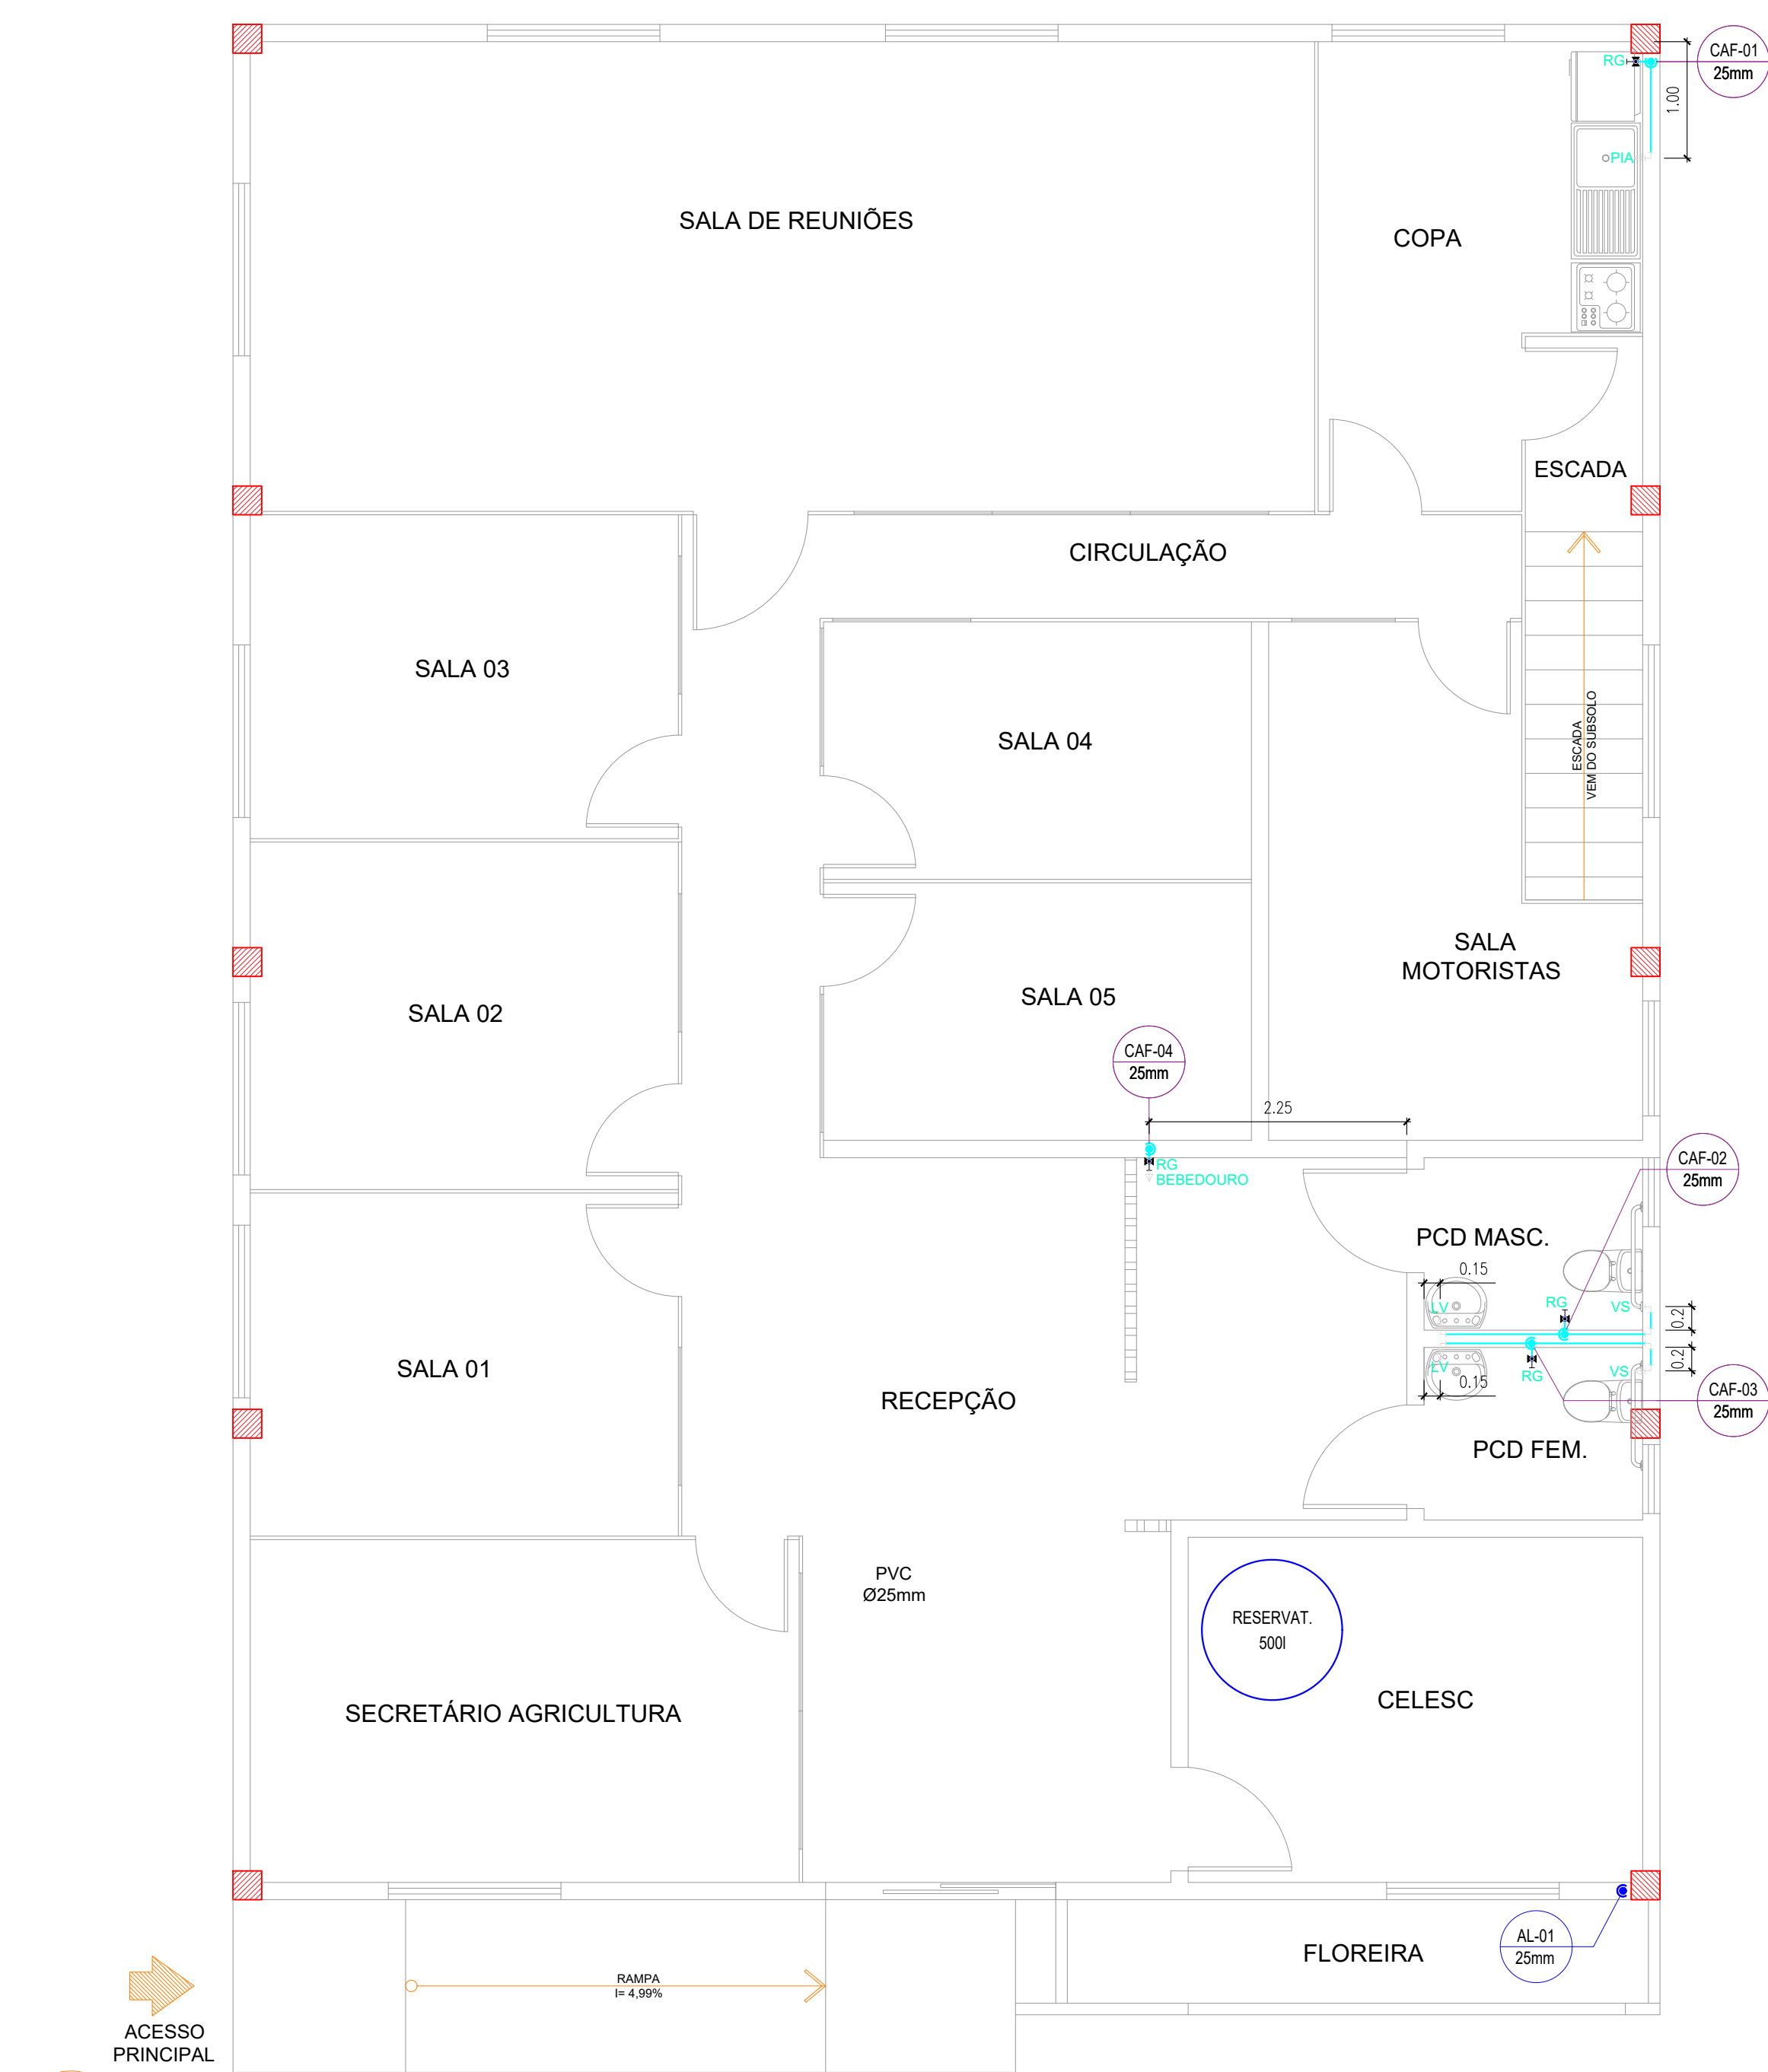 CAF-01
25mm
RG
1.00
PIA
SALA DE REUNIÕES
COPA
ESCADA
CIRCULAÇÃO
SALA 03
SALA 04
ESCADA
VEM DO SUBSOLO
SALA
MOTORISTAS
SALA 05
SALA 02
CAF-04
25mm
2.25
RG
BEBEDOURO
CAF-02
25mm
PCD MASC.
0.15
LV
RG
VS
0.2
0.2
LV
0.15
RG
VS
CAF-03
25mm
SALA 01
RECEPÇÃO
PCD FEM.
PVC
Ø25mm
RESERVAT.
500l
SECRETÁRIO AGRICULTURA
CELESC
AL-01
25mm
FLOREIRA
RAMPA
I= 4,99%
ACESSO
PRINCIPAL